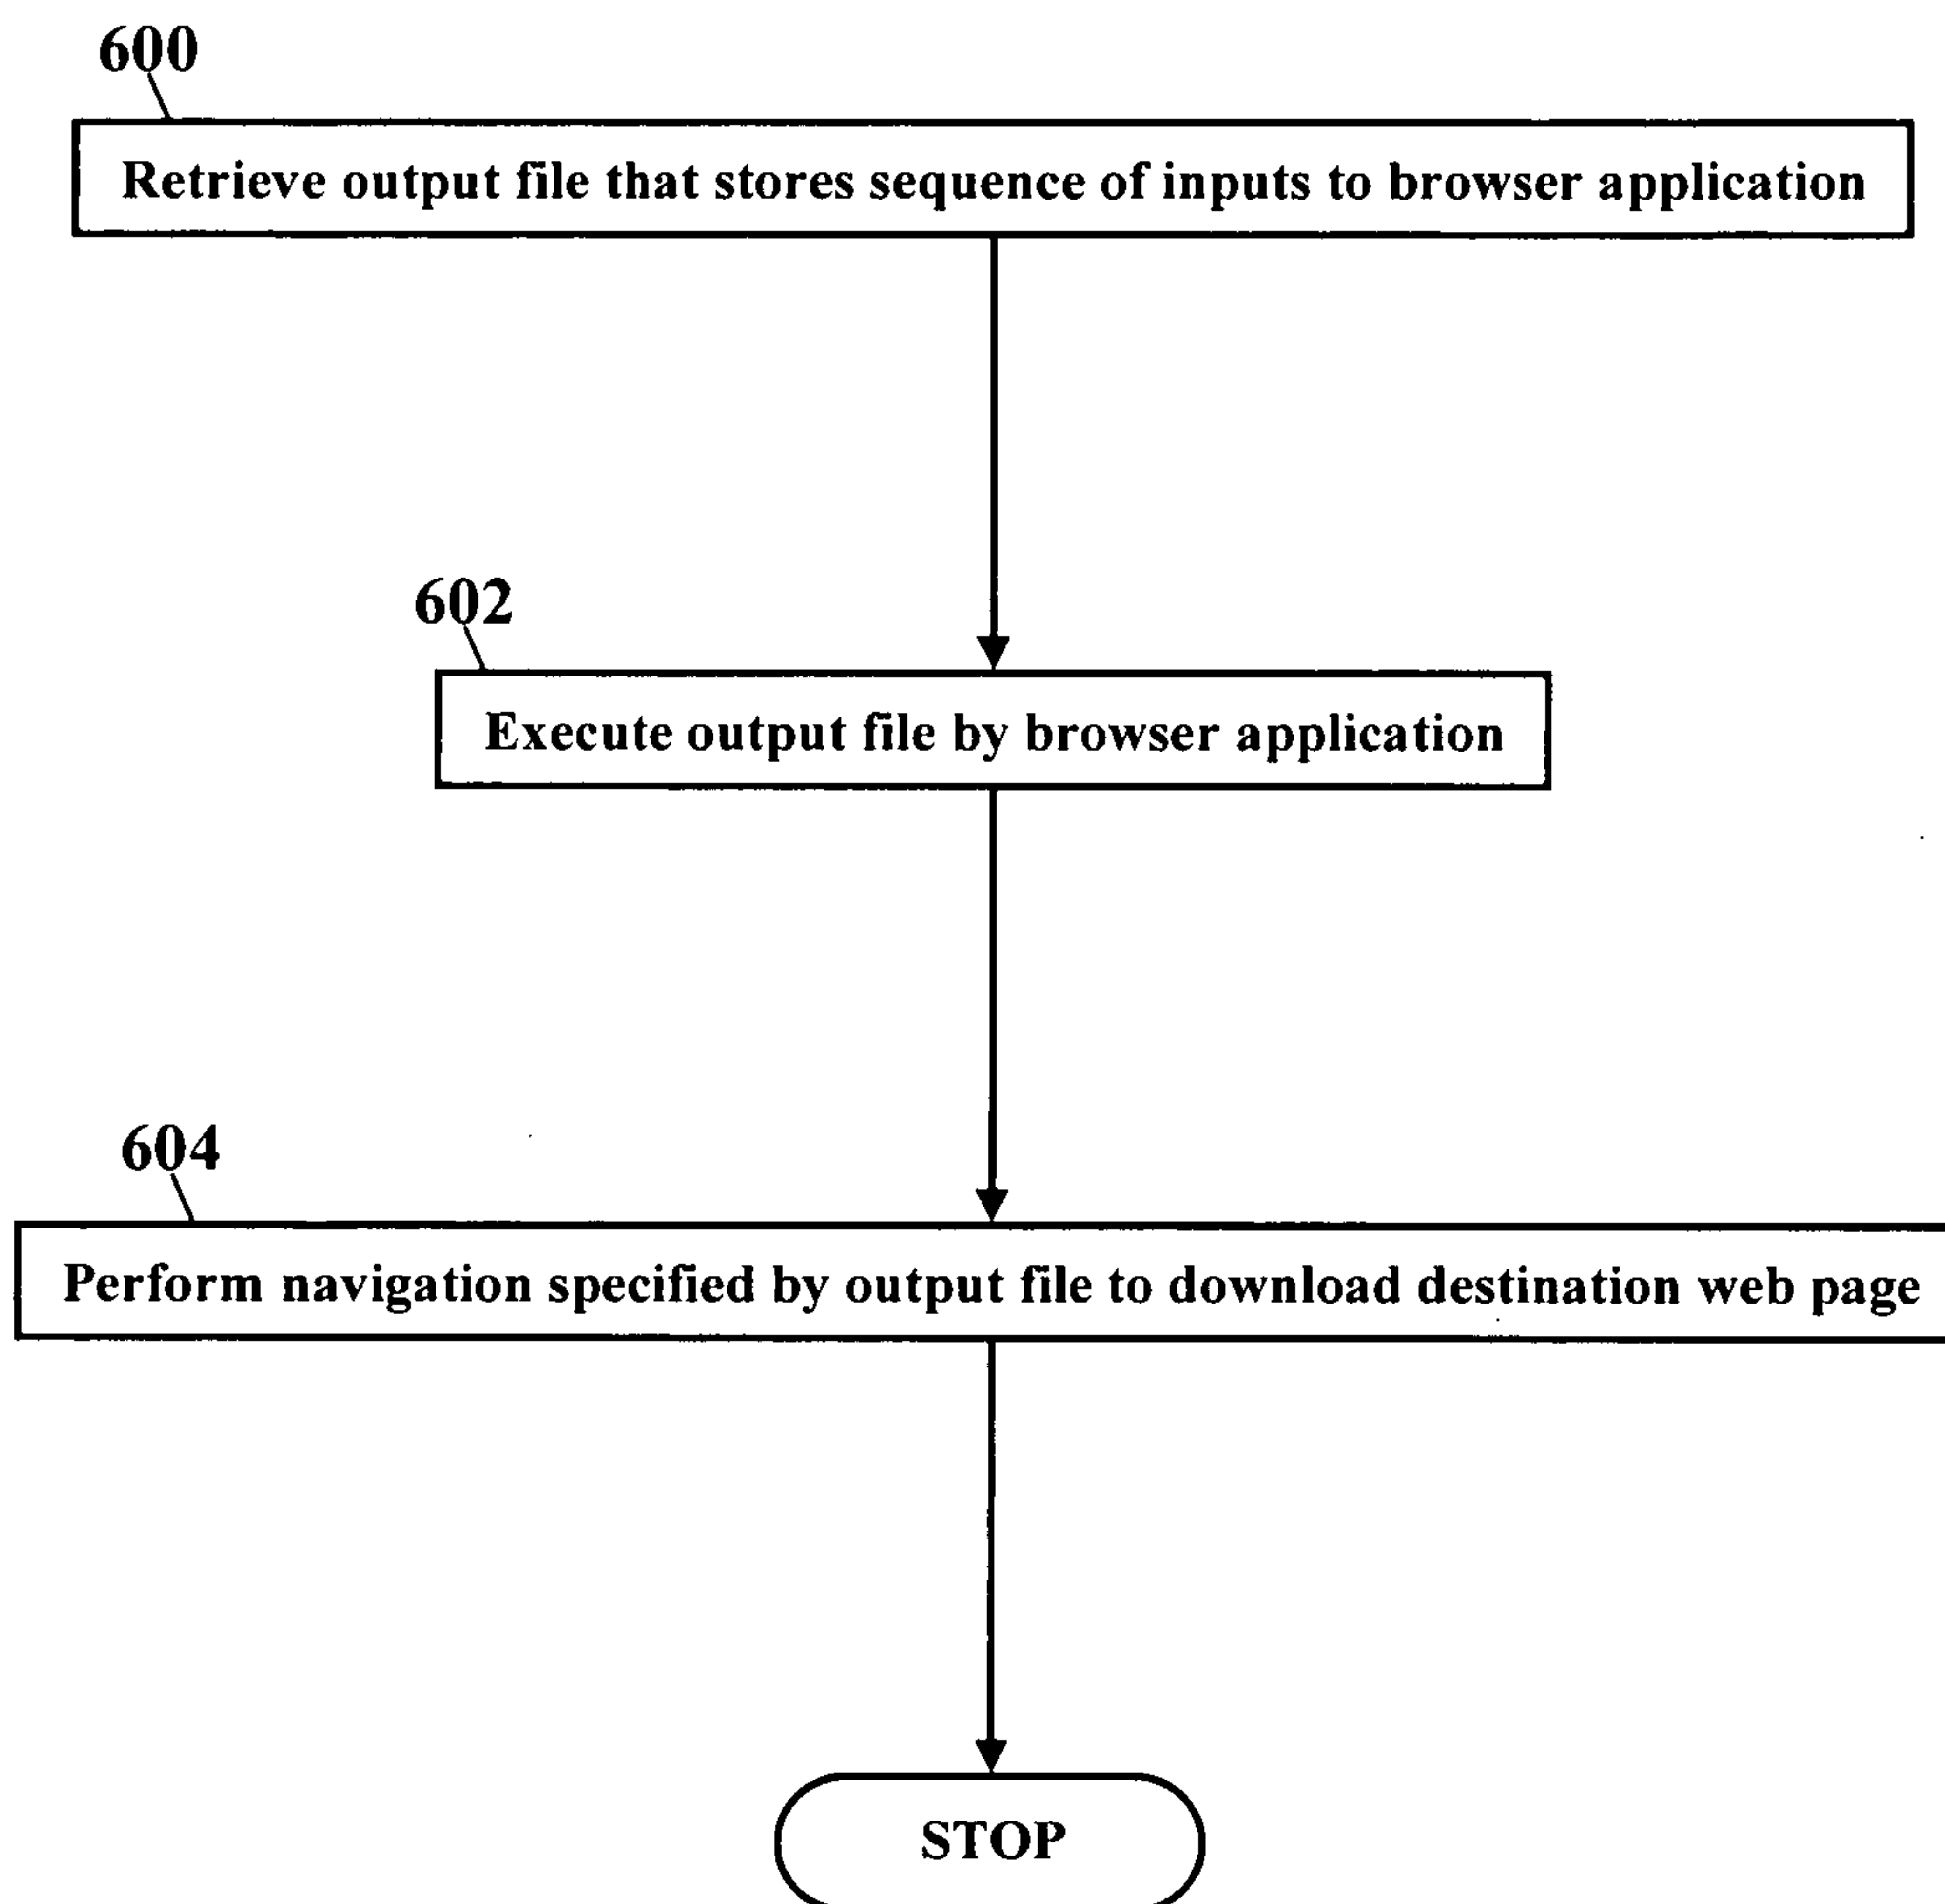 600
Retrieve output file that stores sequence of inputs to browser application
602
Execute output file by browser application
604
Perform navigation specified by output file to download destination web page
STOP